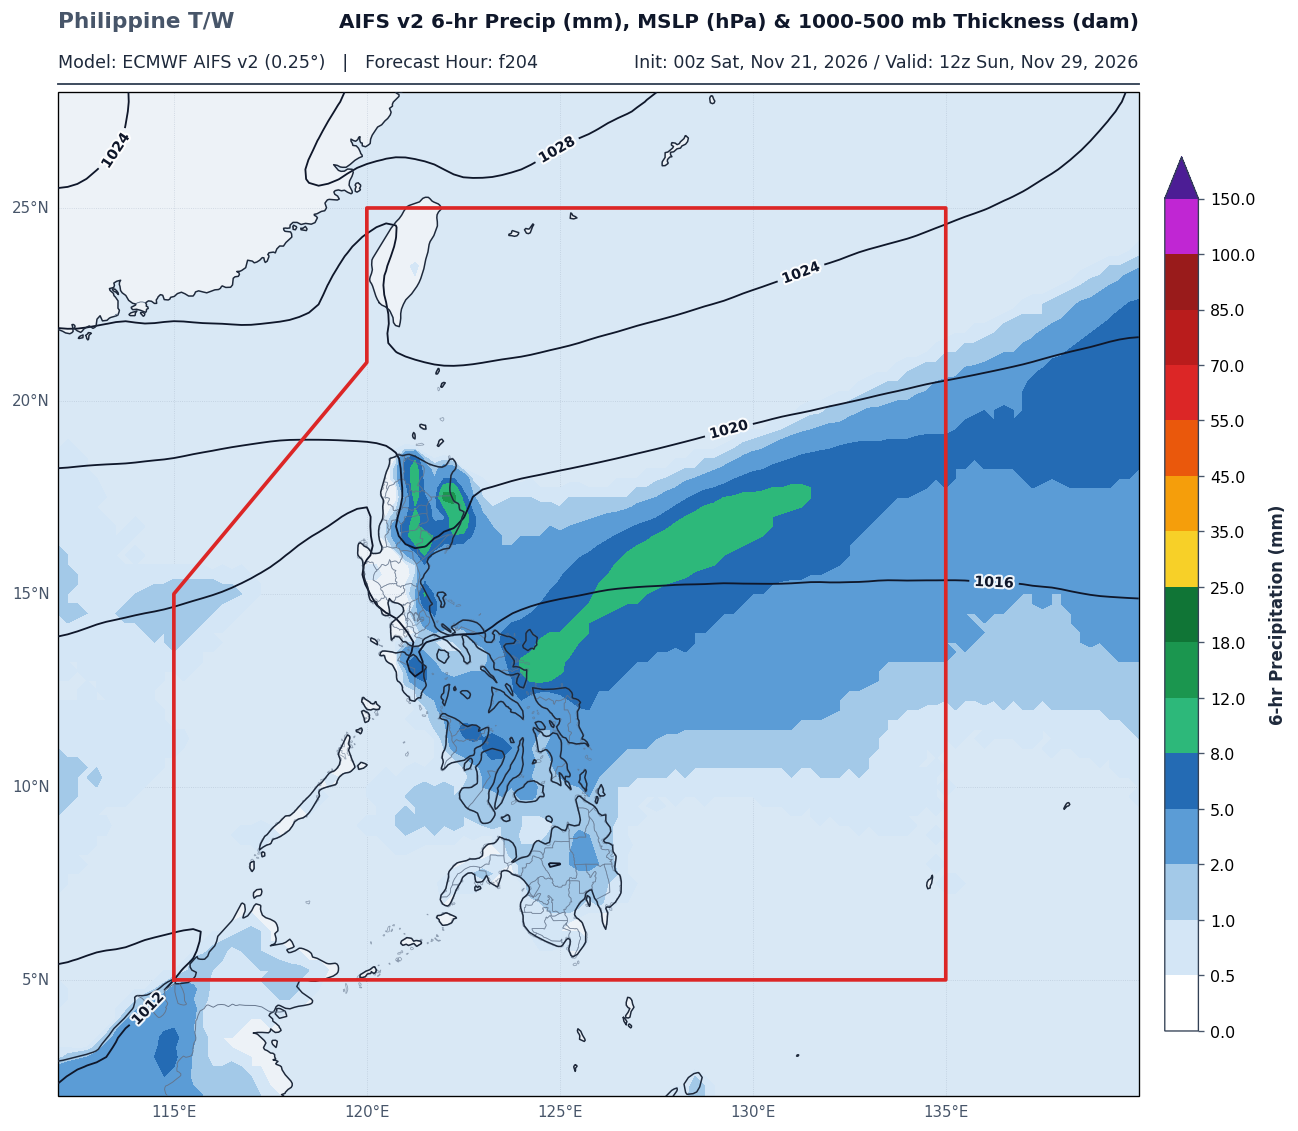 Philippine T/W
AIFS v2 6-hr Precip (mm), MSLP (hPa) & 1000-500 mb Thickness (dam)
Model: ECMWF AIFS v2 (0.25°) | Forecast Hour: f204
Init: 00z Sat, Nov 21, 2026 / Valid: 12z Sun, Nov 29, 2026
1024
1028
1024
1020
1016
1012
25°N
20°N
15°N
10°N
5°N
115°E
120°E
125°E
130°E
135°E
150.0
100.0
85.0
70.0
55.0
45.0
35.0
25.0
18.0
12.0
8.0
5.0
2.0
1.0
0.5
0.0
6-hr Precipitation (mm)